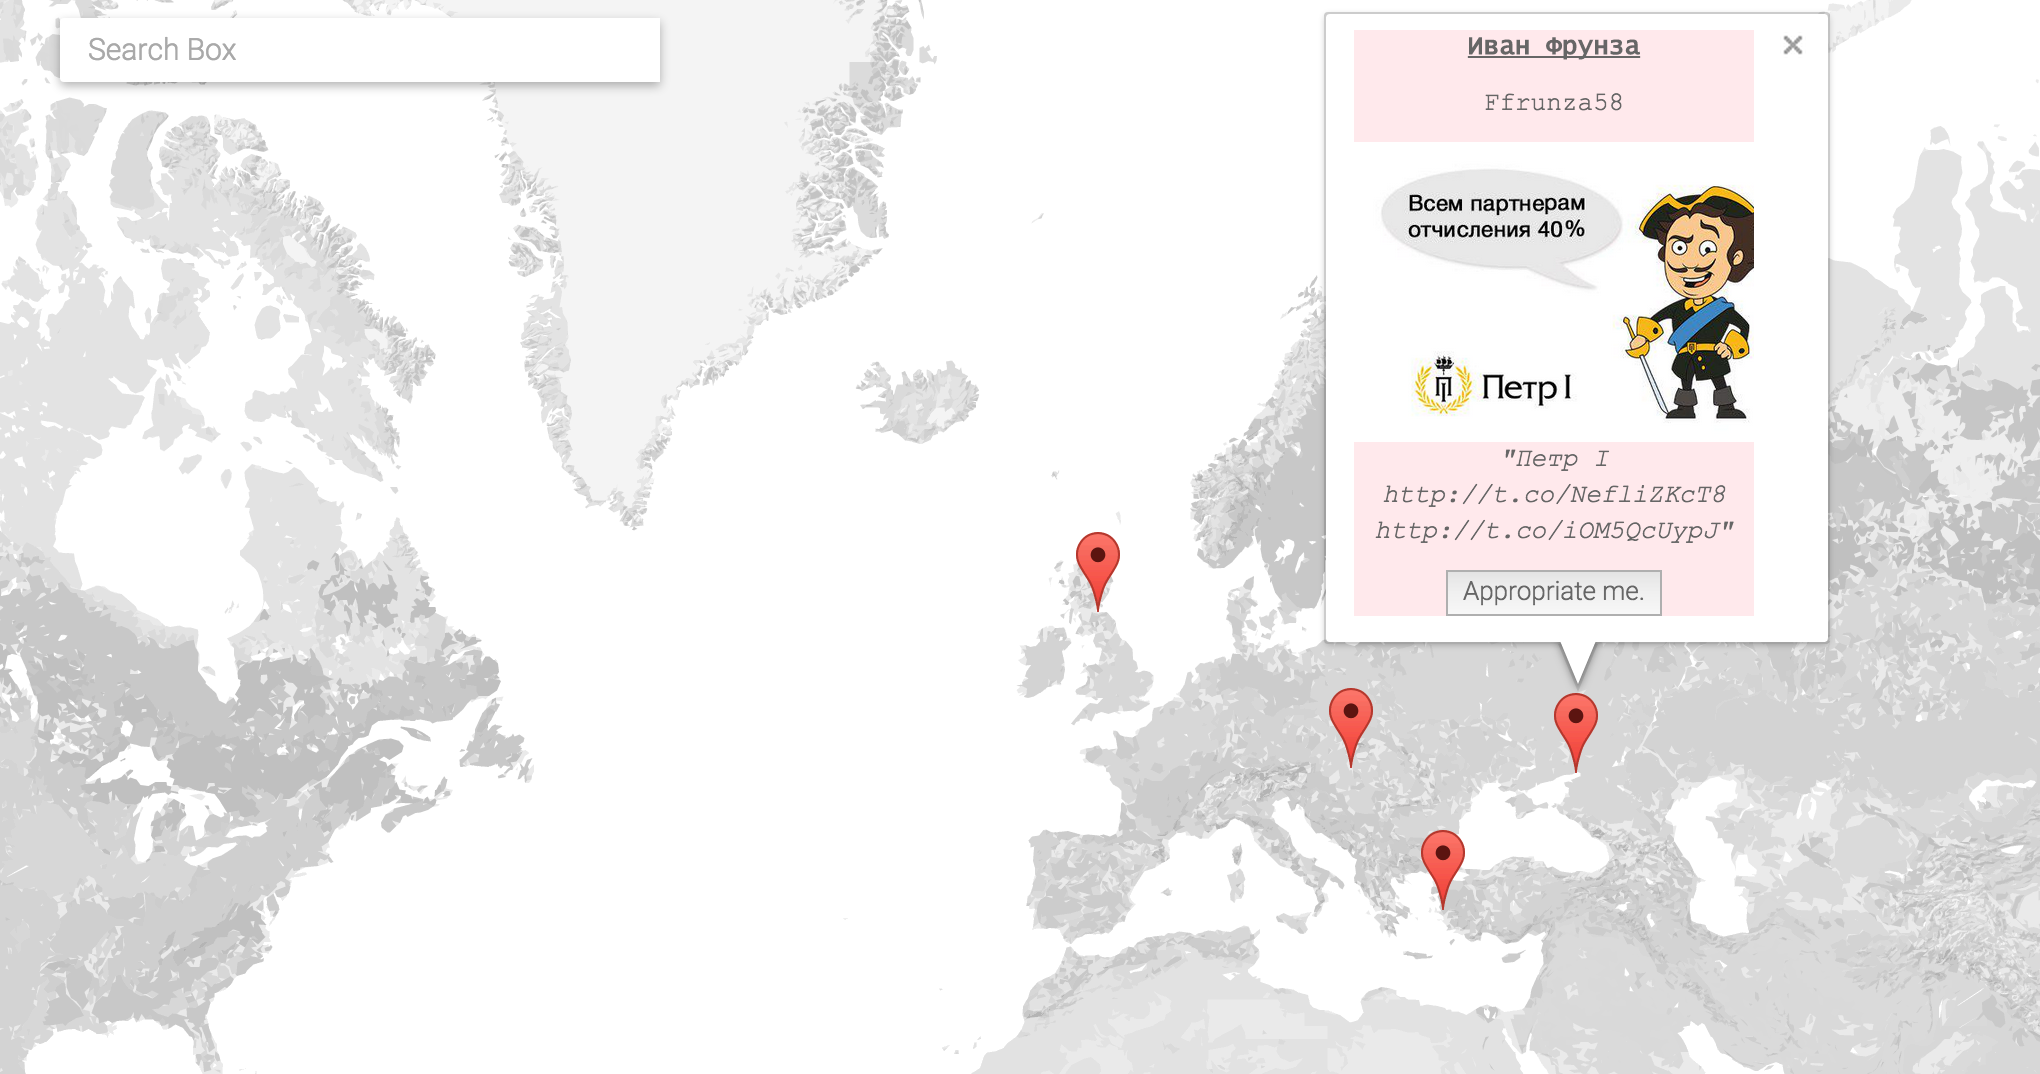 Search Box
Иван Фрунза
Ffrunza58
Всем партнерам
отчисления 40%
Петр I
"Петр I
http://t.co/NefliZKcT8
http://t.co/iOM5QcUypJ"
Appropriate me.